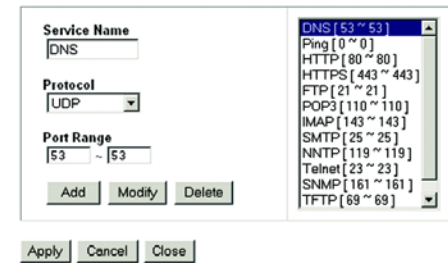 Service Name
DNS
Protocol
UDP
Port Range
53 ~ 53
Add Modify Delete
DNS [ 53 ~ 53 ]
Ping [ 0 ~ 0 ]
HTTP [ 80 ~ 80 ]
HTTPS [ 443 ~ 443 ]
FTP [ 21 ~ 21 ]
POP3 [ 110 ~ 110 ]
IMAP [ 143 ~ 143 ]
SMTP [ 25 ~ 25 ]
NNTP [ 119 ~ 119 ]
Telnet [ 23 ~ 23 ]
SNMP [ 161 ~ 161 ]
TFTP [ 69 ~ 69 ]
Apply Cancel Close